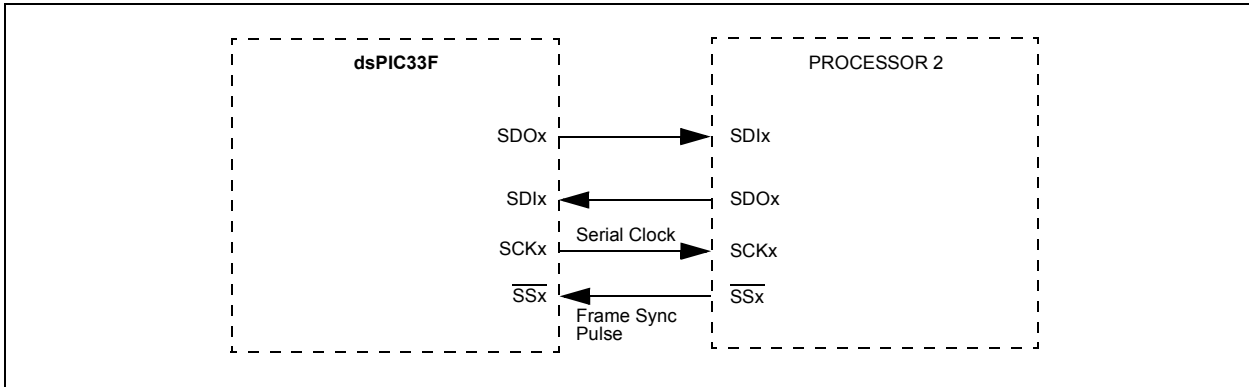 dsPIC33F
PROCESSOR 2
SDOx
SDIx
SDIx
SDOx
SCKx
Serial Clock
SCKx
SSx
Frame Sync
Pulse
SSx